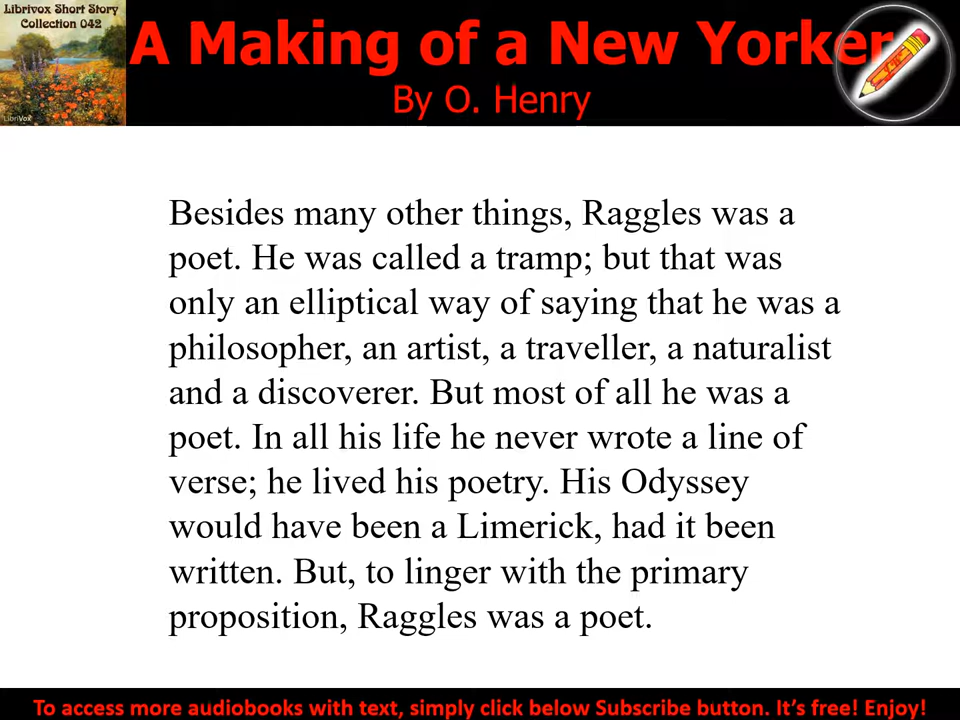 Librivox Short Story
Collection 042
LibriVox
A Making of a New Yorker
By O. Henry
Besides many other things, Raggles was a
poet. He was called a tramp; but that was
only an elliptical way of saying that he was a
philosopher, an artist, a traveller, a naturalist
and a discoverer. But most of all he was a
poet. In all his life he never wrote a line of
verse; he lived his poetry. His Odyssey
would have been a Limerick, had it been
written. But, to linger with the primary
proposition, Raggles was a poet.
To access more audiobooks with text, simply click below Subscribe button. It's free! Enjoy!